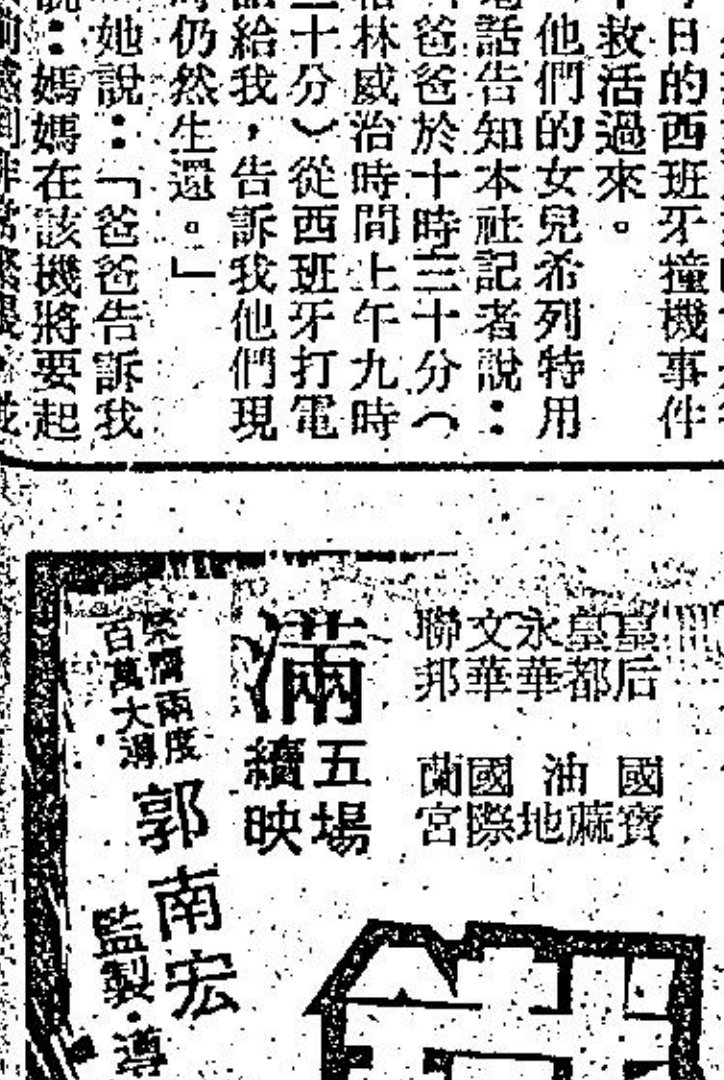 日的西班牙撞機事件
救活過來。
他們的女兒希列特用
話告知本社記者說：
爸爸於十時三十分（
林威治時間上午九時
十分）從西班牙打電
給我，告訴我他們現
仍然生還。」
她說：「爸爸告訴我
：媽媽在該機將要起
皇后 國寶
皇都 油蔴地
永華
文華 國際
聯邦 蘭宮
滿五場
續映
榮膺兩度
百萬大導
郭南宏
監製·導